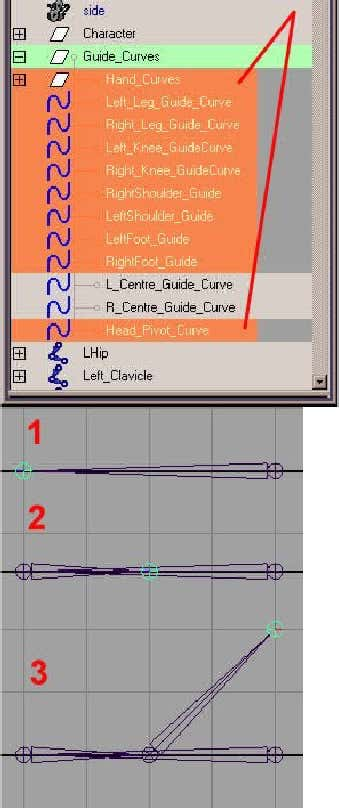 side
Character
Guide_Curves
Hand_Curves
Left_Leg_Guide_Curve
Right_Leg_Guide_Curve
Left_Knee_GuideCurve
Right_Knee_GuideCurve
RightShoulder_Guide
LeftShoulder_Guide
LeftFoot_Guide
RightFoot_Guide
L_Centre_Guide_Curve
R_Centre_Guide_Curve
Head_Pivot_Curve
LHip
Left_Clavicle
1
2
3